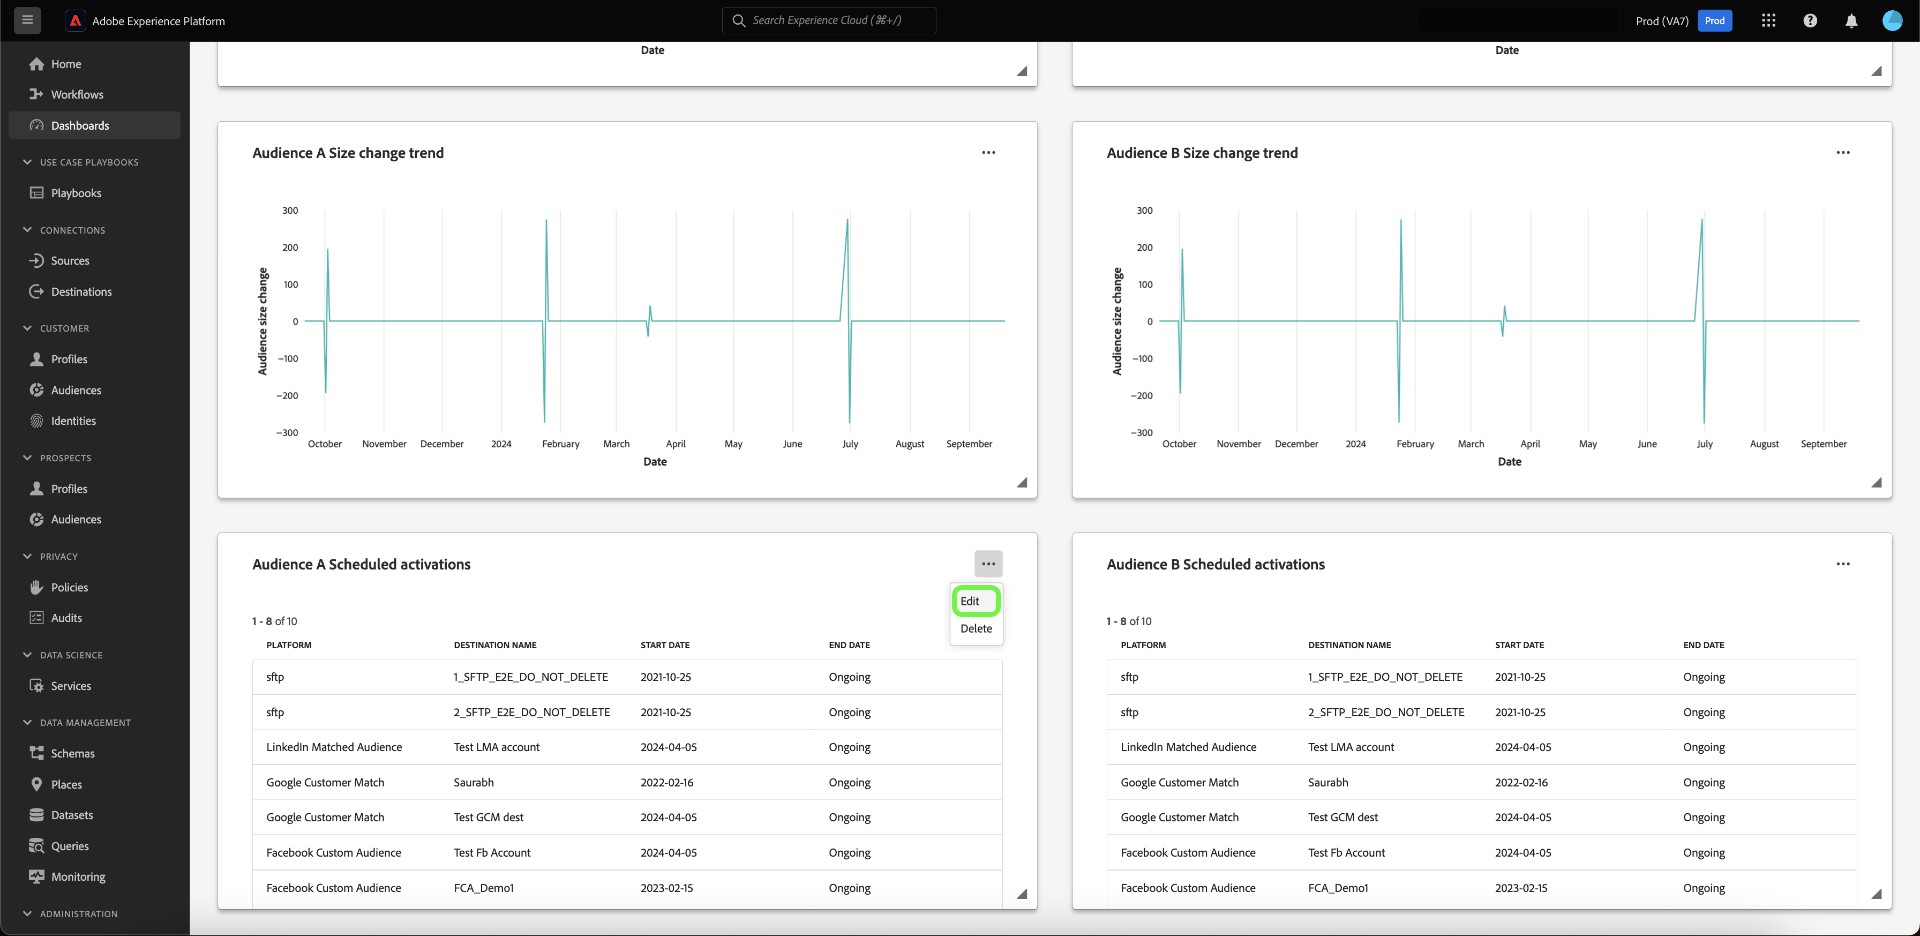 Adobe Experience Platform
Search Experience Cloud (⌘+/)
Prod (VA7)
Prod
Home
Workflows
Dashboards
USE CASE PLAYBOOKS
Playbooks
CONNECTIONS
Sources
Destinations
CUSTOMER
Profiles
Audiences
Identities
PROSPECTS
Profiles
Audiences
PRIVACY
Policies
Audits
DATA SCIENCE
Services
DATA MANAGEMENT
Schemas
Places
Datasets
Queries
Monitoring
ADMINISTRATION
Date
Date
Audience A Size change trend
Audience size change
300
200
100
0
−100
−200
−300
October November December 2024 February March April May June July August September
Date
Audience B Size change trend
Audience size change
300
200
100
0
−100
−200
−300
October November December 2024 February March April May June July August September
Date
Audience A Scheduled activations
Edit
Delete
1 - 8 of 10
PLATFORM DESTINATION NAME START DATE END DATE
sftp 1_SFTP_E2E_DO_NOT_DELETE 2021-10-25 Ongoing
sftp 2_SFTP_E2E_DO_NOT_DELETE 2021-10-25 Ongoing
LinkedIn Matched Audience Test LMA account 2024-04-05 Ongoing
Google Customer Match Saurabh 2022-02-16 Ongoing
Google Customer Match Test GCM dest 2024-04-05 Ongoing
Facebook Custom Audience Test Fb Account 2024-04-05 Ongoing
Facebook Custom Audience FCA_Demo1 2023-02-15 Ongoing
Audience B Scheduled activations
1 - 8 of 10
PLATFORM DESTINATION NAME START DATE END DATE
sftp 1_SFTP_E2E_DO_NOT_DELETE 2021-10-25 Ongoing
sftp 2_SFTP_E2E_DO_NOT_DELETE 2021-10-25 Ongoing
LinkedIn Matched Audience Test LMA account 2024-04-05 Ongoing
Google Customer Match Saurabh 2022-02-16 Ongoing
Google Customer Match Test GCM dest 2024-04-05 Ongoing
Facebook Custom Audience Test Fb Account 2024-04-05 Ongoing
Facebook Custom Audience FCA_Demo1 2023-02-15 Ongoing